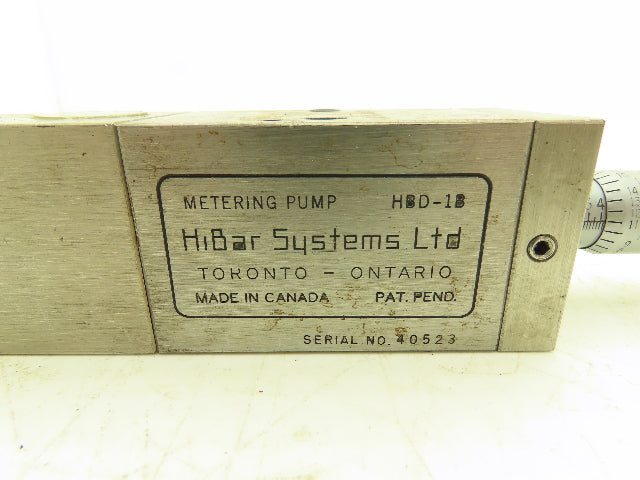 METERING PUMP HBD-1B
HiBar Systems Ltd
TORONTO - ONTARIO
MADE IN CANADA PAT. PEND.
SERIAL NO. 40523